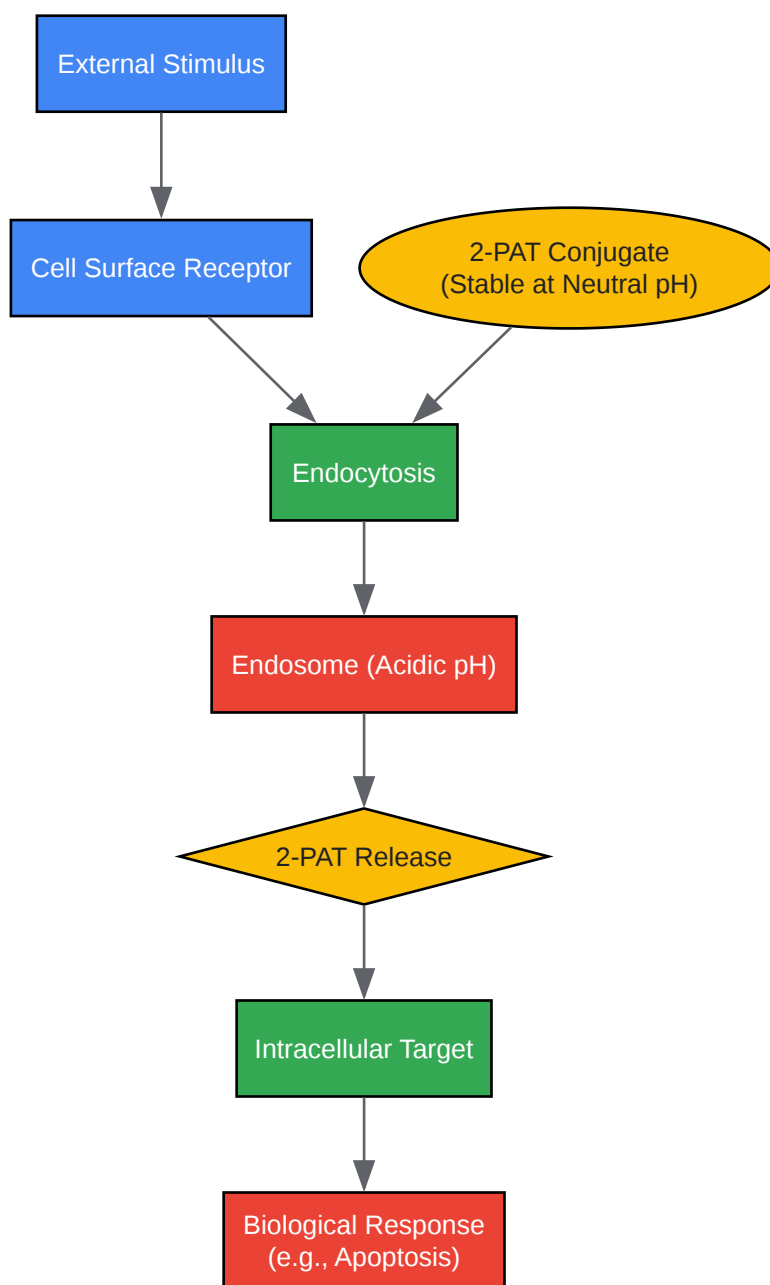 External Stimulus
Cell Surface Receptor
2-PAT Conjugate
(Stable at Neutral pH)
Endocytosis
Endosome (Acidic pH)
2-PAT Release
Intracellular Target
Biological Response
(e.g., Apoptosis)